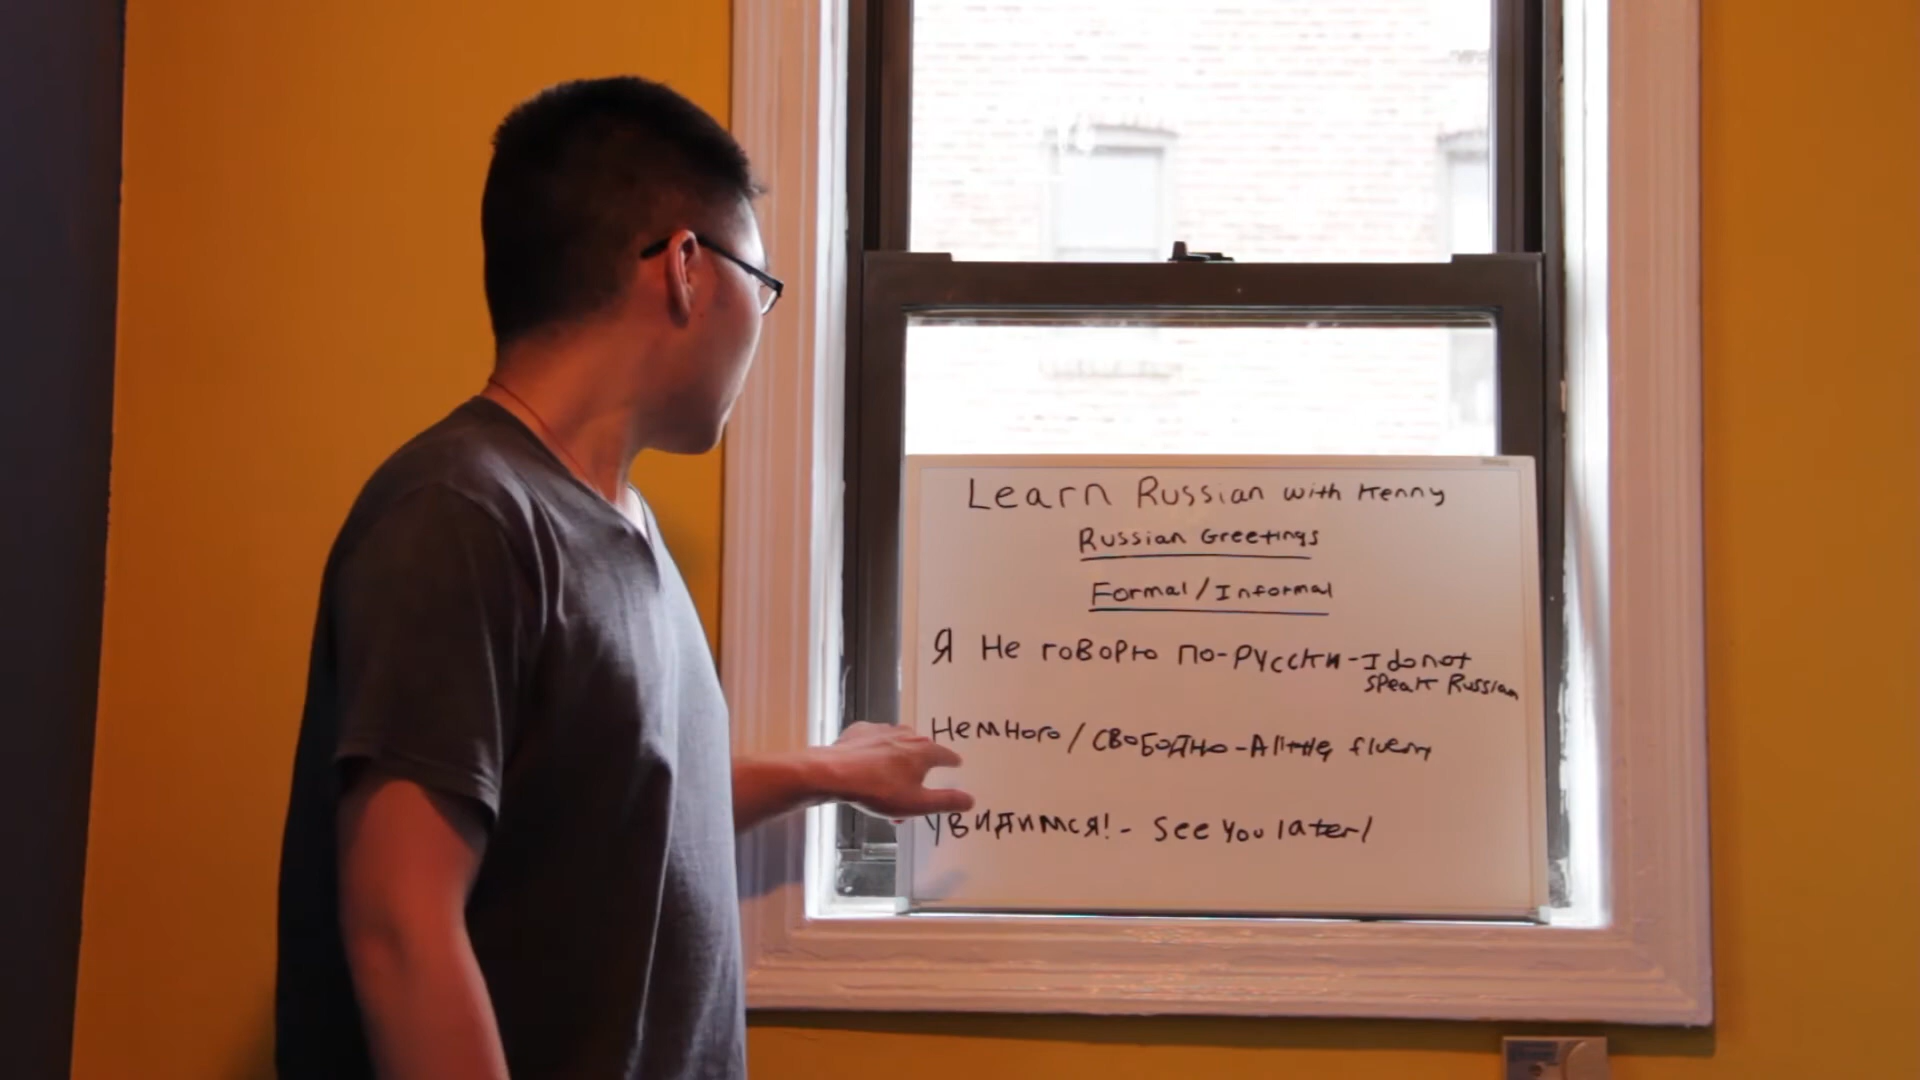 Learn Russian with Kenny
Russian Greetings
Formal / Informal
Я Не говорю по-русски - I do not
speak Russian
Немного / свободно - A little fluent
увидимся! - See you later!